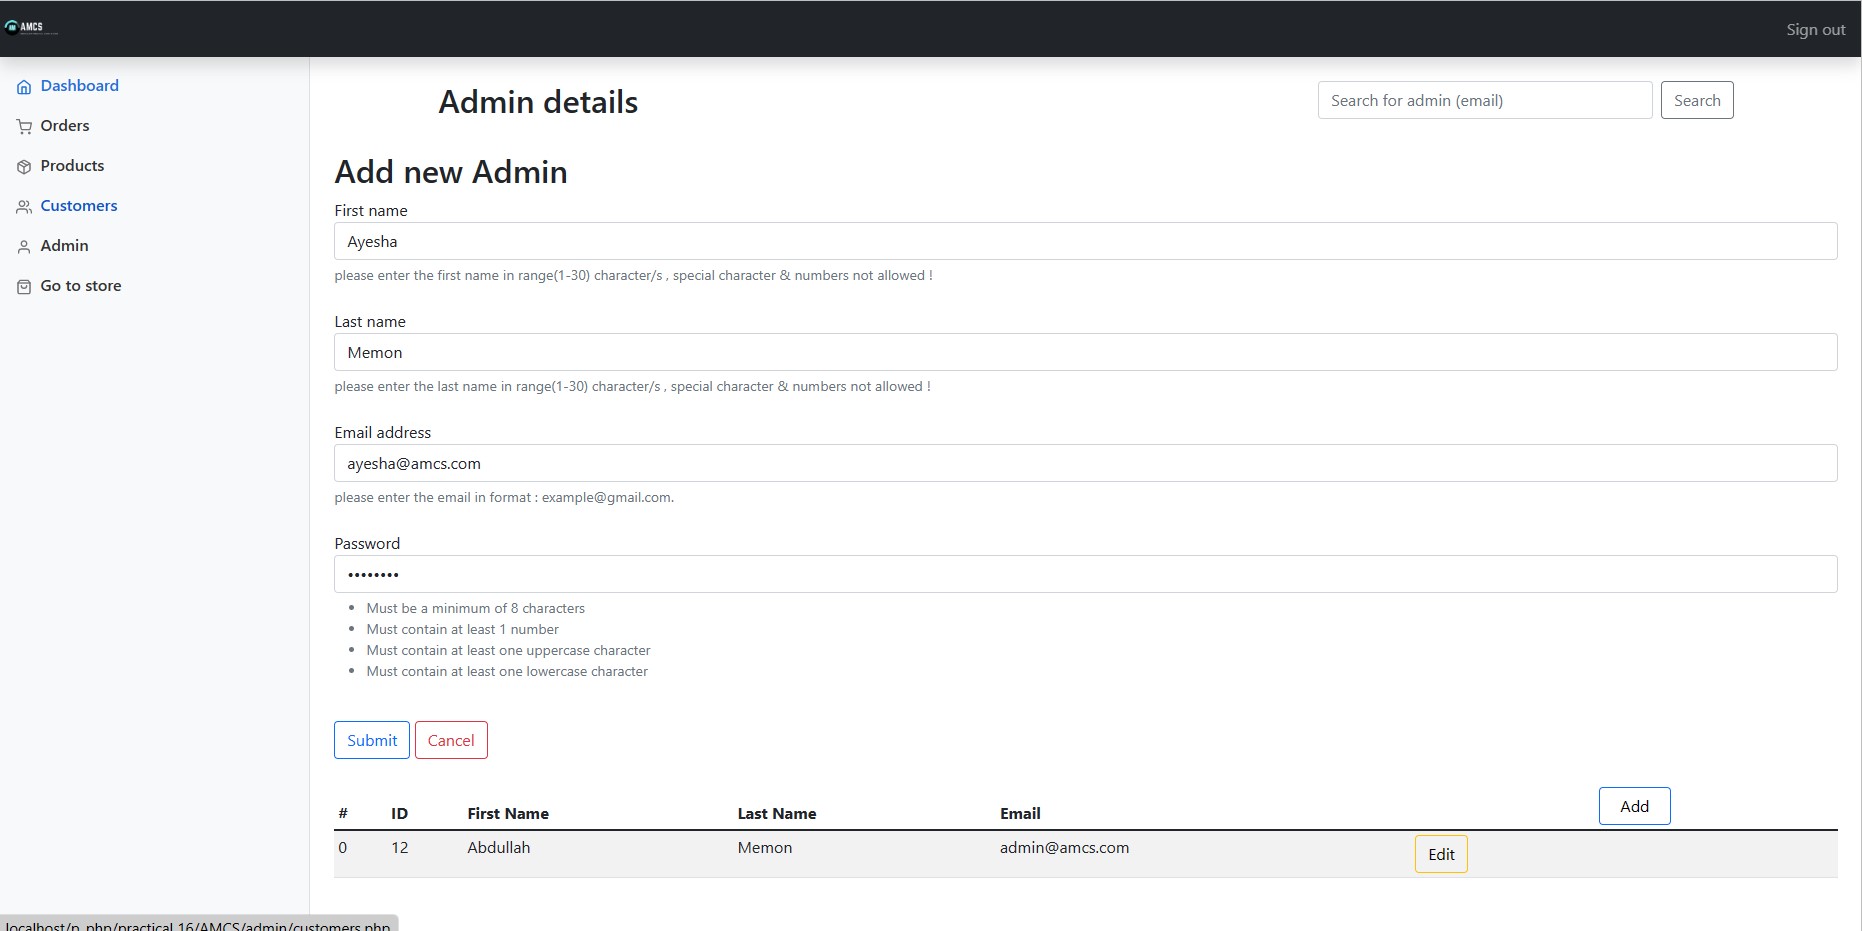 AMCS
Sign out
Dashboard
Orders
Products
Customers
Admin
Go to store
Admin details
Search for admin (email)
Search
Add new Admin
First name
Ayesha
please enter the first name in range(1-30) character/s , special character & numbers not allowed !
Last name
Memon
please enter the last name in range(1-30) character/s , special character & numbers not allowed !
Email address
ayesha@amcs.com
please enter the email in format : example@gmail.com.
Password
••••••••
• Must be a minimum of 8 characters
• Must contain at least 1 number
• Must contain at least one uppercase character
• Must contain at least one lowercase character
Submit Cancel
# ID First Name Last Name Email Add
0 12 Abdullah Memon admin@amcs.com Edit
localhost/p_php/practical 16/AMCS/admin/customers.php